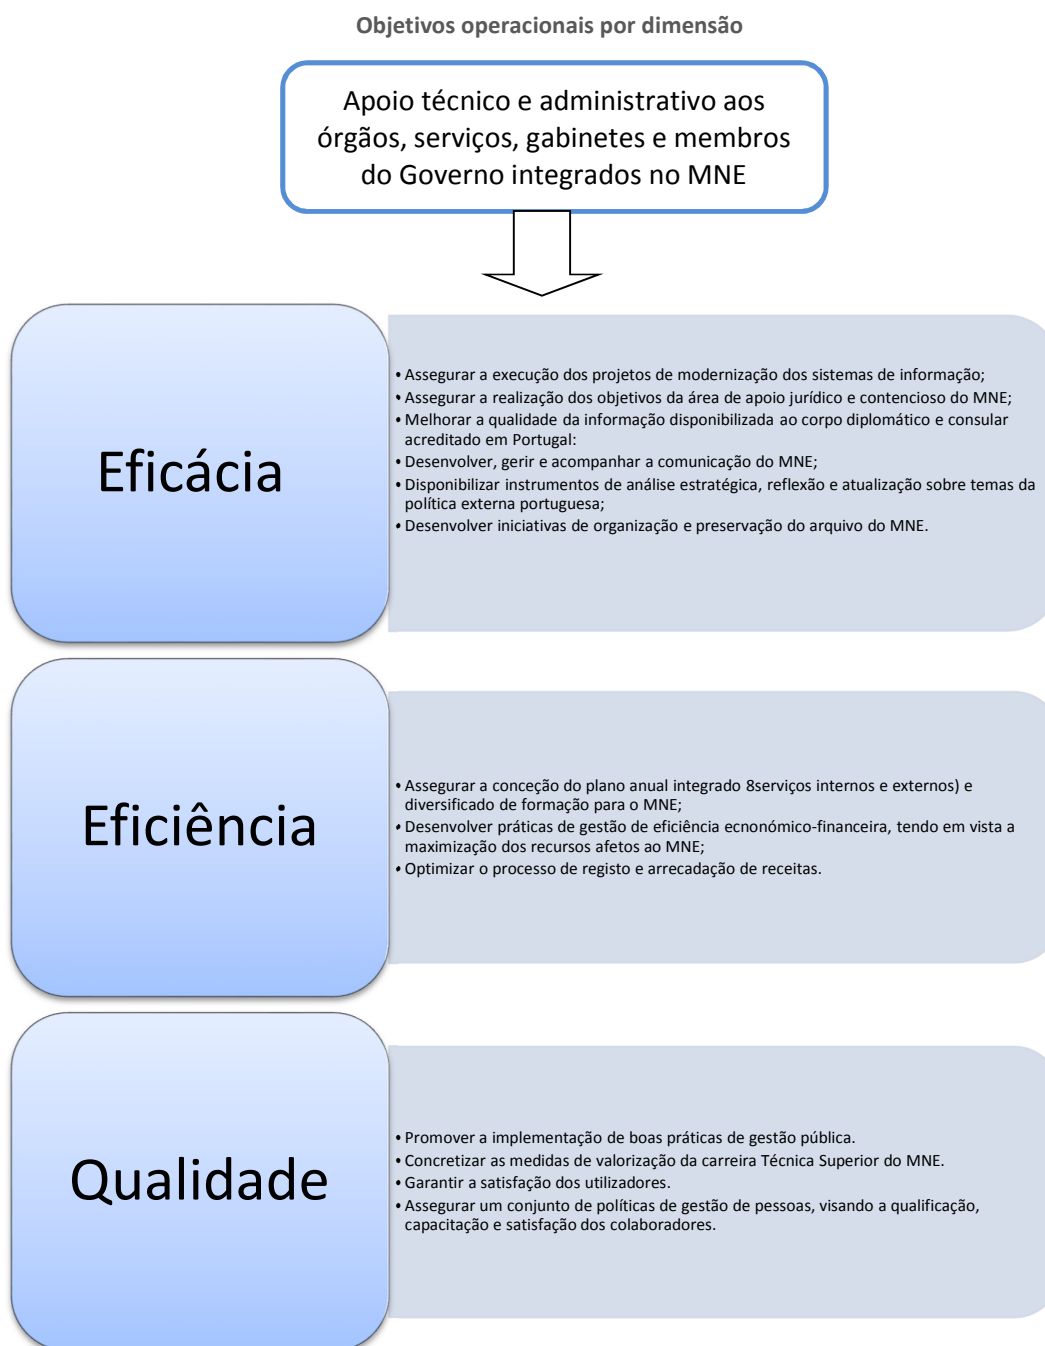 Objetivos operacionais por dimensão
Apoio técnico e administrativo aos
órgãos, serviços, gabinetes e membros
do Governo integrados no MNE
Eficácia
• Assegurar a execução dos projetos de modernização dos sistemas de informação;
• Assegurar a realização dos objetivos da área de apoio jurídico e contencioso do MNE;
• Melhorar a qualidade da informação disponibilizada ao corpo diplomático e consular
acreditado em Portugal:
• Desenvolver, gerir e acompanhar a comunicação do MNE;
• Disponibilizar instrumentos de análise estratégica, reflexão e atualização sobre temas da
política externa portuguesa;
• Desenvolver iniciativas de organização e preservação do arquivo do MNE.
Eficiência
• Assegurar a conceção do plano anual integrado 8serviços internos e externos) e
diversificado de formação para o MNE;
• Desenvolver práticas de gestão de eficiência ecnonómico-financeira, tendo em vista a
maximização dos recursos afetos ao MNE;
• Optimizar o processo de registo e arrecadação de receitas.
Qualidade
• Promover a implementação de boas práticas de gestão pública.
• Concretizar as medidas de valorização da carreira Técnica Superior do MNE.
• Garantir a satisfação dos utilizadores.
• Assegurar um conjunto de políticas de gestão de pessoas, visando a qualificação,
capacitação e satisfação dos colaboradores.